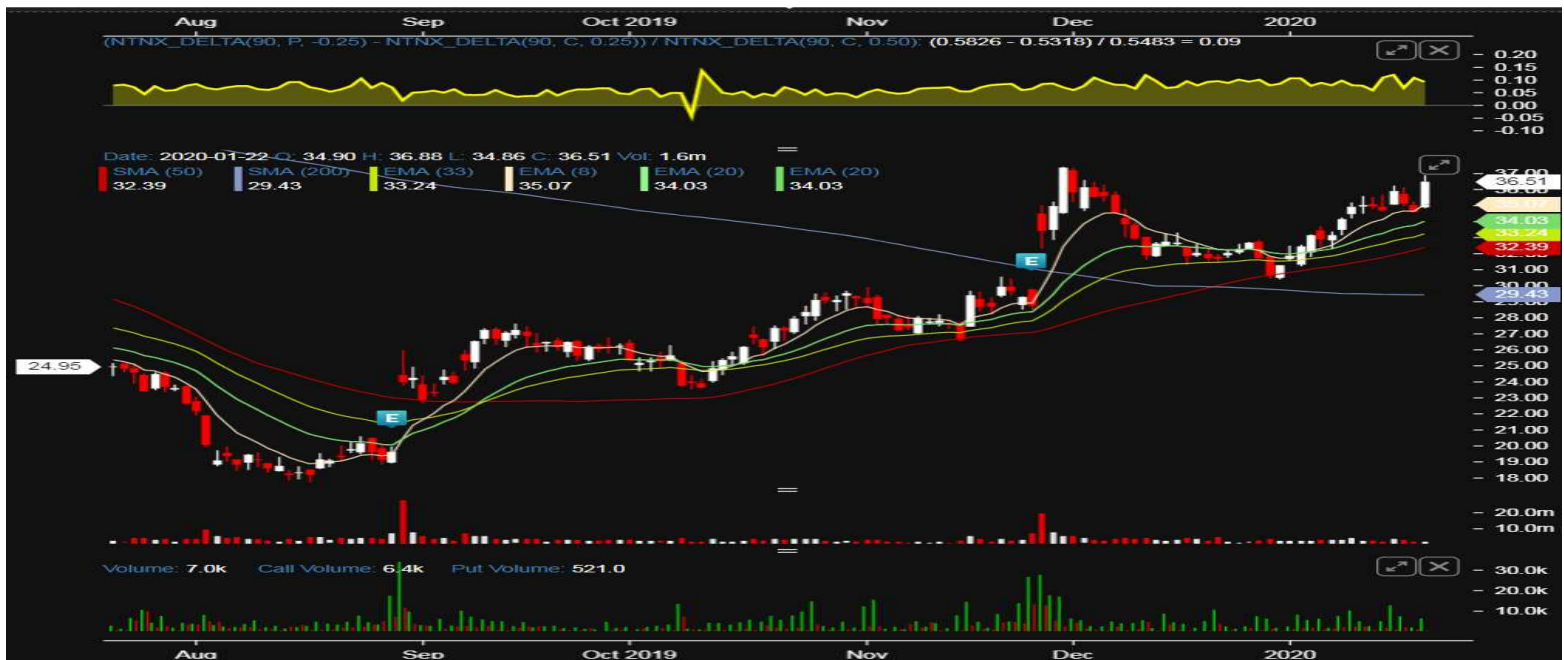 Aug Sep Oct 2019 Nov Dec 2020
(NTNX_DELTA(90, P, -0.25) - NTNX_DELTA(90, C, 0.25)) / NTNX_DELTA(90, C, 0.50): (0.5826 - 0.5318) / 0.5483 = 0.09
0.20
0.15
0.10
0.05
0.00
-0.05
-0.10
Date: 2020-01-22 O: 34.90 H: 36.88 L: 34.86 C: 36.51 Vol: 1.6m
SMA (50) SMA (200) EMA (33) EMA (8) EMA (20) EMA (20)
32.39 29.43 33.24 35.07 34.03 34.03
37.00
36.51
36.00
35.07
34.03
33.24
32.39
31.00
30.00
29.43
28.00
27.00
26.00
25.00
24.00
23.00
22.00
21.00
20.00
19.00
18.00
24.95
E
E
20.0m
10.0m
Volume: 7.0k Call Volume: 6.4k Put Volume: 521.0
30.0k
20.0k
10.0k
Aug Sep Oct 2019 Nov Dec 2020